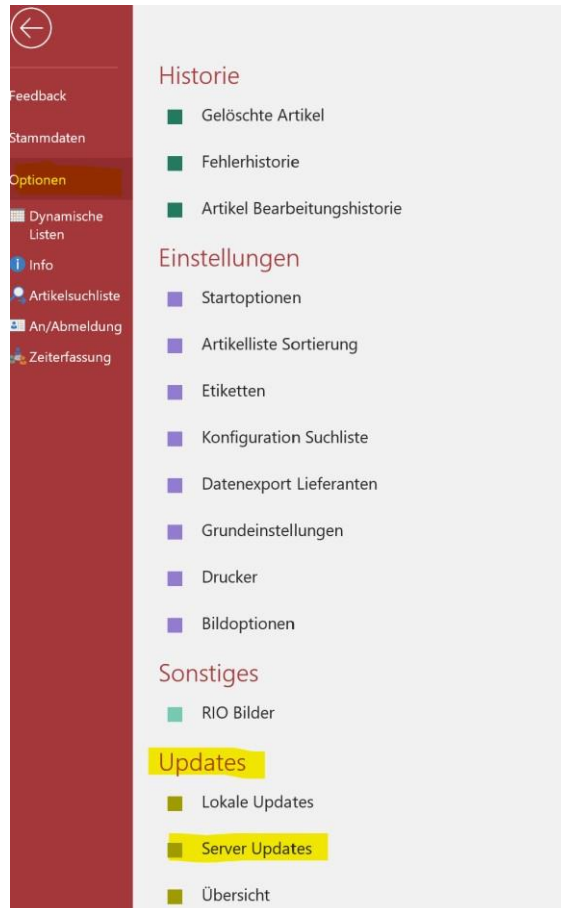 Feedback
Stammdaten
Optionen
Dynamische
Listen
Info
Artikelsuchliste
An/Abmeldung
Zeiterfassung
Historie
Gelöschte Artikel
Fehlerhistorie
Artikel Bearbeitungshistorie
Einstellungen
Startoptionen
Artikelliste Sortierung
Etiketten
Konfiguration Suchliste
Datenexport Lieferanten
Grundeinstellungen
Drucker
Bildoptionen
Sonstiges
RIO Bilder
Updates
Lokale Updates
Server Updates
Übersicht